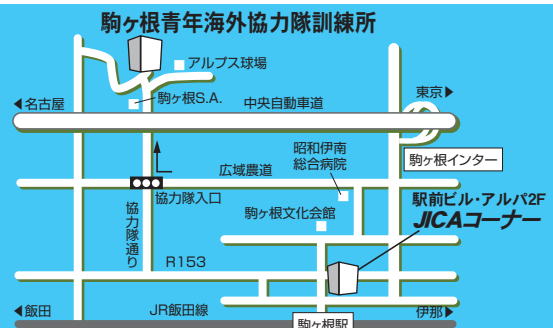 駒ヶ根青年海外協力隊訓練所
アルプス球場
駒ヶ根S.A.
◀名古屋
中央自動車道
東京▶
昭和伊南
総合病院
広域農道
駒ヶ根インター
協力隊入口
駅前ビル・アルパ2F
JICAコーナー
駒ヶ根文化会館
協力隊通り
R153
◀飯田
JR飯田線
伊那▶
駒ヶ根駅